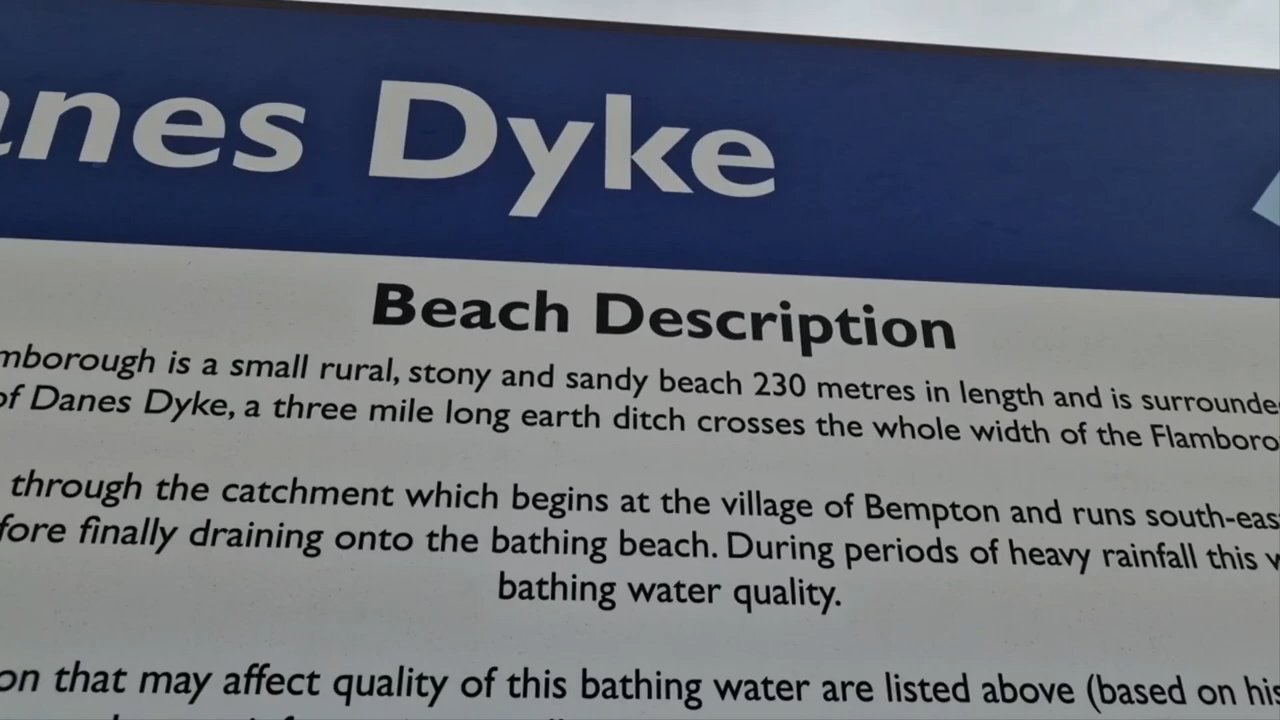 anes Dyke
Beach Description
mborough is a small rural, stony and sandy beach 230 metres in length and is surrounde
of Danes Dyke, a three mile long earth ditch crosses the whole width of the Flamboro
through the catchment which begins at the village of Bempton and runs south-eas
fore finally draining onto the bathing beach. During periods of heavy rainfall this
bathing water quality.
on that may affect quality of this bathing water are listed above (based on his